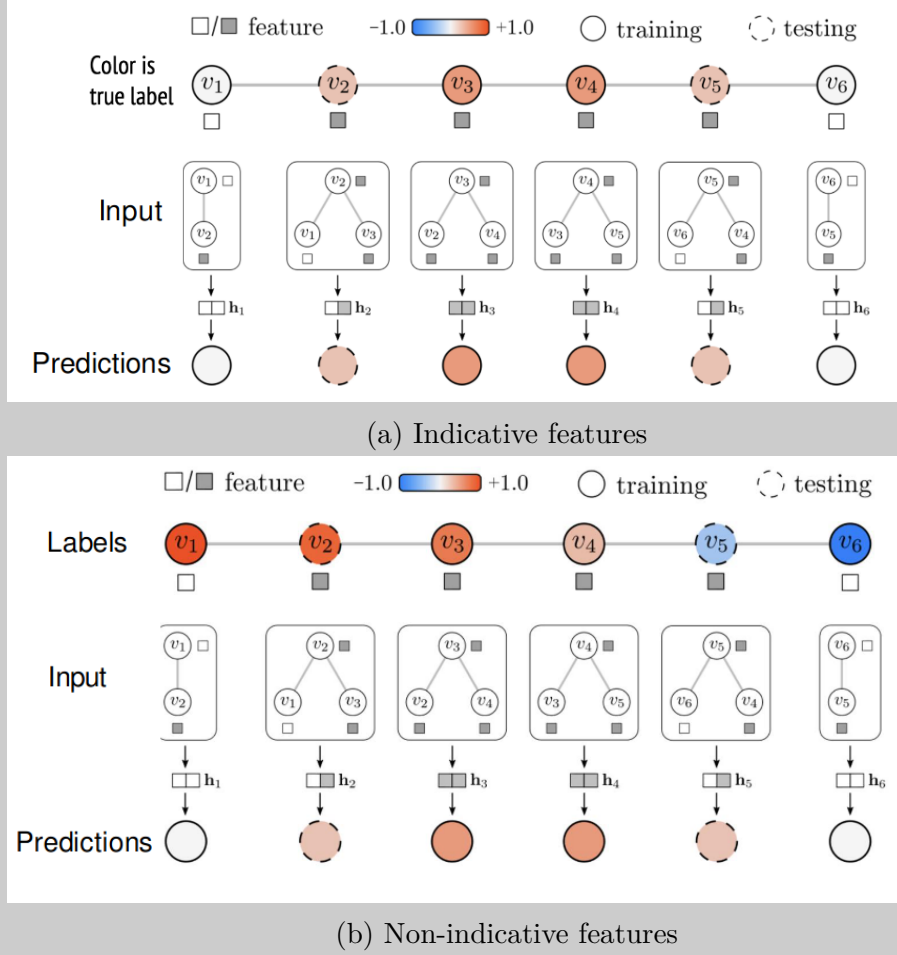 □/■ feature −1.0 +1.0 training testing
Color is
true label
v1 v2 v3 v4 v5 v6
Input
v1 v2 v3 v4 v5 v6
v2 v1 v3 v2 v4 v3 v5 v6 v4 v5
h1 h2 h3 h4 h5 h6
Predictions
(a) Indicative features
□/■ feature −1.0 +1.0 training testing
Labels v1 v2 v3 v4 v5 v6
v1 v2 v3 v4 v5 v6
Input
v2 v1 v3 v2 v4 v3 v5 v6 v4 v5
h1 h2 h3 h4 h5 h6
Predictions
(b) Non-indicative features